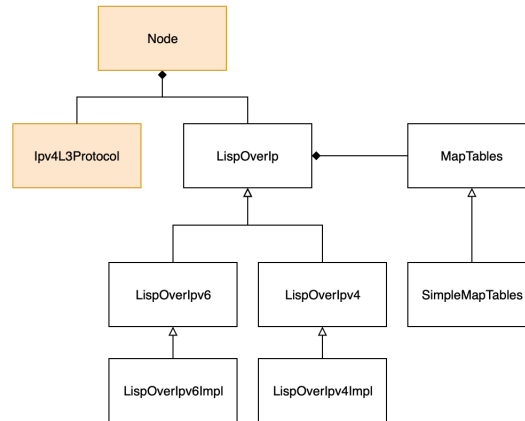 Node
Ipv4L3Protocol
LispOverIp
MapTables
LispOverIpv6
LispOverIpv4
SimpleMapTables
LispOverIpv6Impl
LispOverIpv4Impl